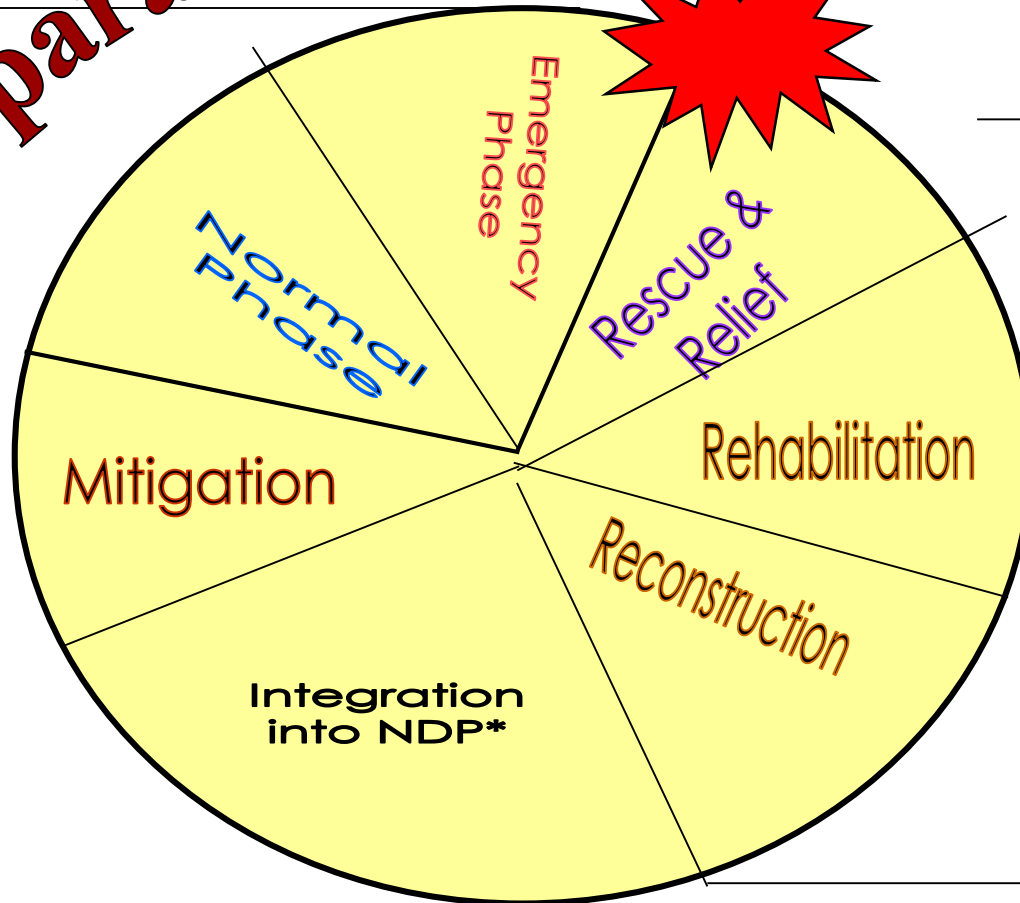 Emergency
Phase
Rescue &
Relief
Normal
Phase
Rehabilitation
Mitigation
Reconstruction
Integration
into NDP*